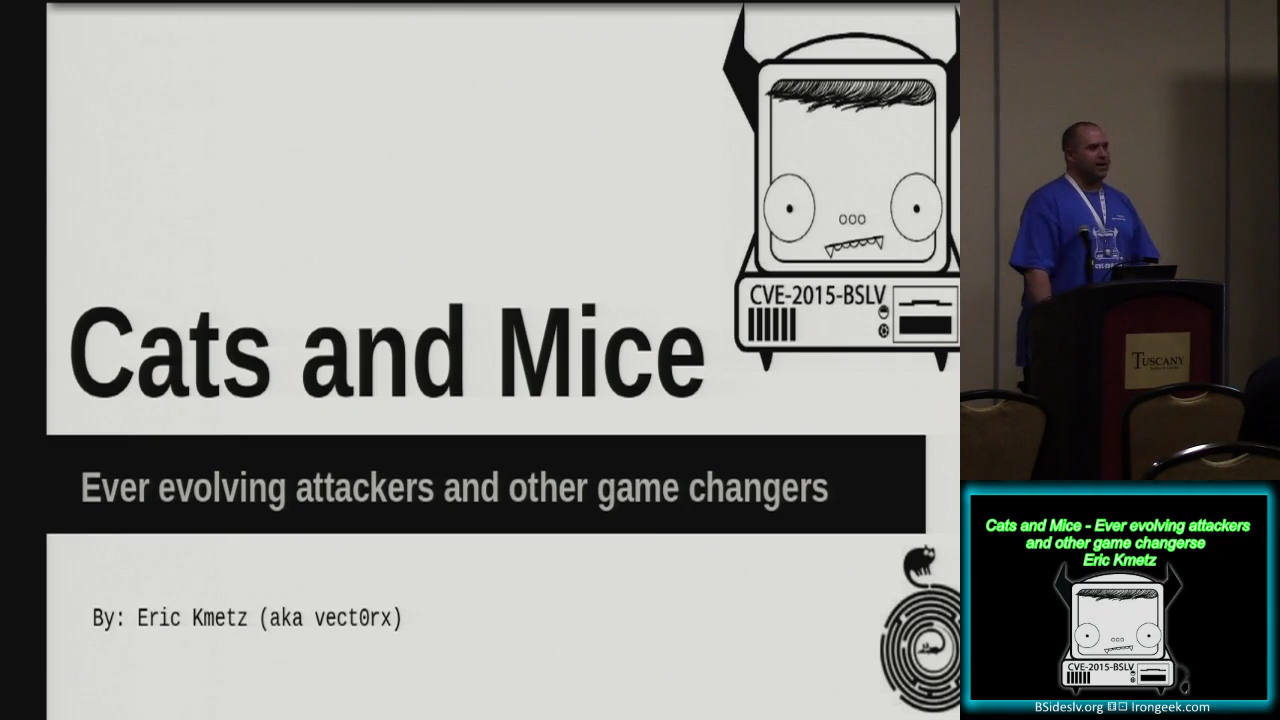 CVE-2015-BSLV
Cats and Mice
Ever evolving attackers and other game changers
By: Eric Kmetz (aka vect0rx)
TUSCANY
Cats and Mice - Ever evolving attackers
and other game changerse
Eric Kmetz
CVE-2015-BSLV
BSideslv.org Irongeek.com